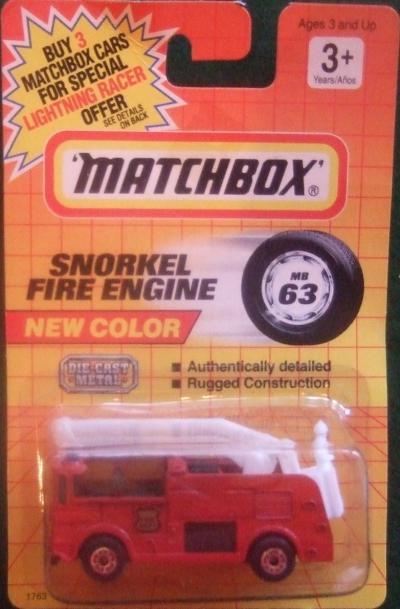 BUY 3
MATCHBOX CARS
FOR SPECIAL
LIGHTNING RACER
OFFER
SEE DETAILS
ON BACK
Ages 3 and Up
3+
Years/Años
"MATCHBOX"®
SNORKEL
FIRE ENGINE
NEW COLOR
MB
63
DIE-CAST
METAL
■ Authentically detailed
■ Rugged Construction
1763